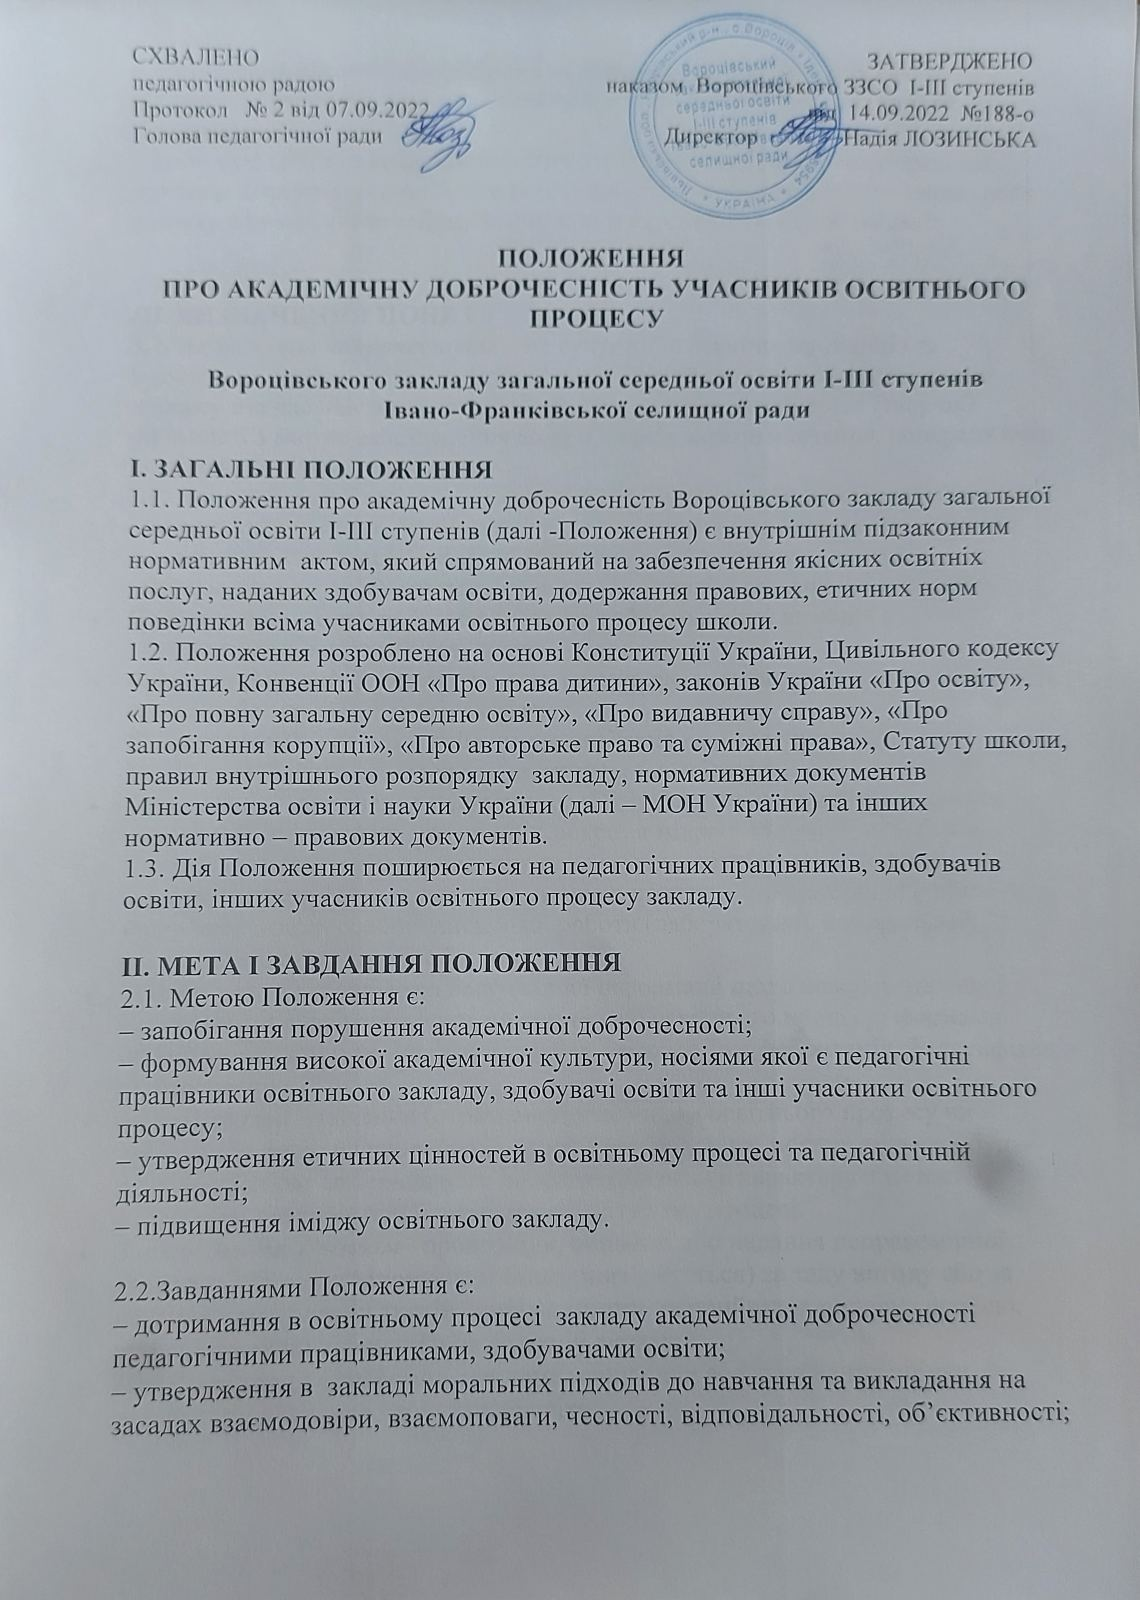 СХВАЛЕНО
педагогічною радою
Протокол № 2 від 07.09.2022
Голова педагогічної ради
ЗАТВЕРДЖЕНО
наказом Вороцівського ЗЗСО І-ІІІ ступенів
від 14.09.2022 №188-о
Директор Надія ЛОЗИНСЬКА
Вороцівський
середньої освіти
І-ІІІ ступенів
селищної ради
УКРАЇНА
ПОЛОЖЕННЯ
ПРО АКАДЕМІЧНУ ДОБРОЧЕСНІСТЬ УЧАСНИКІВ ОСВІТНЬОГО
ПРОЦЕСУ
Вороцівського закладу загальної середньої освіти І-ІІІ ступенів
Івано-Франківської селищної ради
І. ЗАГАЛЬНІ ПОЛОЖЕННЯ
1.1. Положення про академічну доброчесність Вороцівського закладу загальної
середньої освіти І-ІІІ ступенів (далі -Положення) є внутрішнім підзаконним
нормативним актом, який спрямований на забезпечення якісних освітніх
послуг, наданих здобувачам освіти, додержання правових, етичних норм
поведінки всіма учасниками освітнього процесу школи.
1.2. Положення розроблено на основі Конституції України, Цивільного кодексу
України, Конвенції ООН «Про права дитини», законів України «Про освіту»,
«Про повну загальну середню освіту», «Про видавничу справу», «Про
запобігання корупції», «Про авторське право та суміжні права», Статуту школи,
правил внутрішнього розпорядку закладу, нормативних документів
Міністерства освіти і науки України (далі – МОН України) та інших
нормативно – правових документів.
1.3. Дія Положення поширюється на педагогічних працівників, здобувачів
освіти, інших учасників освітнього процесу закладу.
ІІ. МЕТА І ЗАВДАННЯ ПОЛОЖЕННЯ
2.1. Метою Положення є:
– запобігання порушення академічної доброчесності;
– формування високої академічної культури, носіями якої є педагогічні
працівники освітнього закладу, здобувачі освіти та інші учасники освітнього
процесу;
– утвердження етичних цінностей в освітньому процесі та педагогічній
діяльності;
– підвищення іміджу освітнього закладу.
2.2.Завданнями Положення є:
– дотримання в освітньому процесі закладу академічної доброчесності
педагогічними працівниками, здобувачами освіти;
– утвердження в закладі моральних підходів до навчання та викладання на
засадах взаємодовіри, взаємоповаги, чесності, відповідальності, об’єктивності;